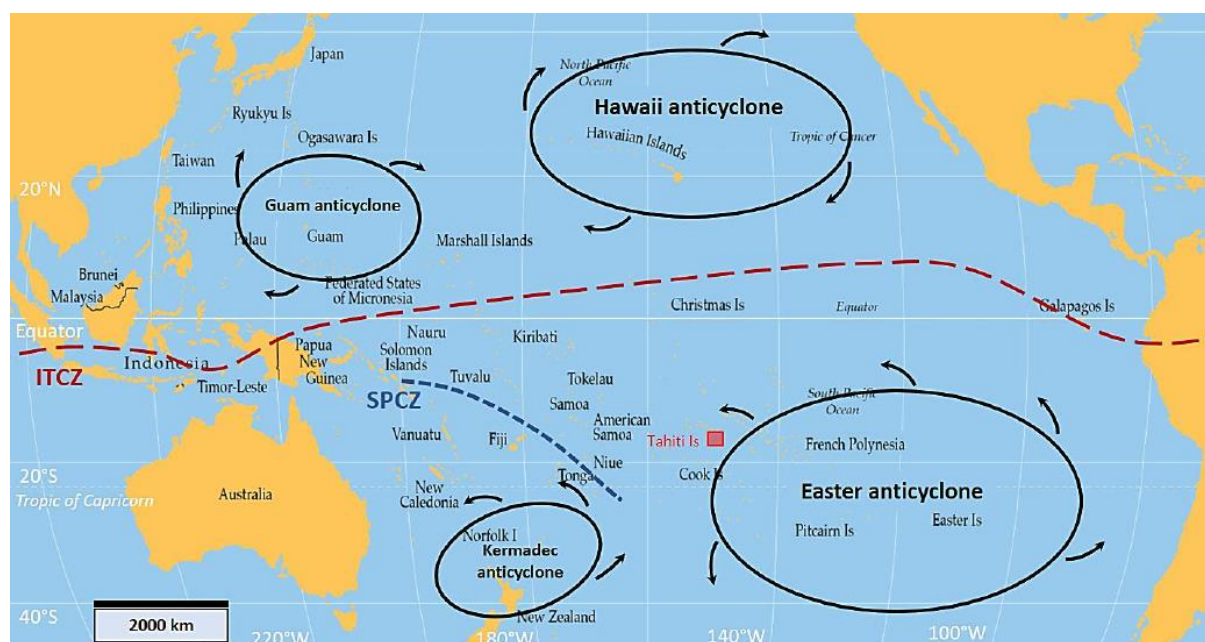 Japan
North Pacific
Ocean
Hawaii anticyclone
Ryukyu Is
Ogasawara Is
Hawaiian Islands
Tropic of Cancer
Taiwan
20°N
Philippines
Guam anticyclone
Palau
Guam
Marshall Islands
Brunei
Malaysia
Federated States
of Micronesia
Christmas Is
Equator
Galapagos Is
Equator
Nauru
Kiribati
Indonesia
Papua
New
Guinea
Solomon
Islands
ITCZ
Timor-Leste
SPCZ
Tuvalu
Tokelau
South Pacific
Ocean
Samoa
American
Samoa
Vanuatu
Fiji
Tahiti Is
French Polynesia
20°S
Niue
Tonga
Cook Is
Tropic of Capricorn
Australia
New
Caledonia
Easter anticyclone
Norfolk I
Pitcairn Is
Easter Is
Kermadec
anticyclone
40°S
2000 km
New Zealand
220°W
180°W
140°W
100°W